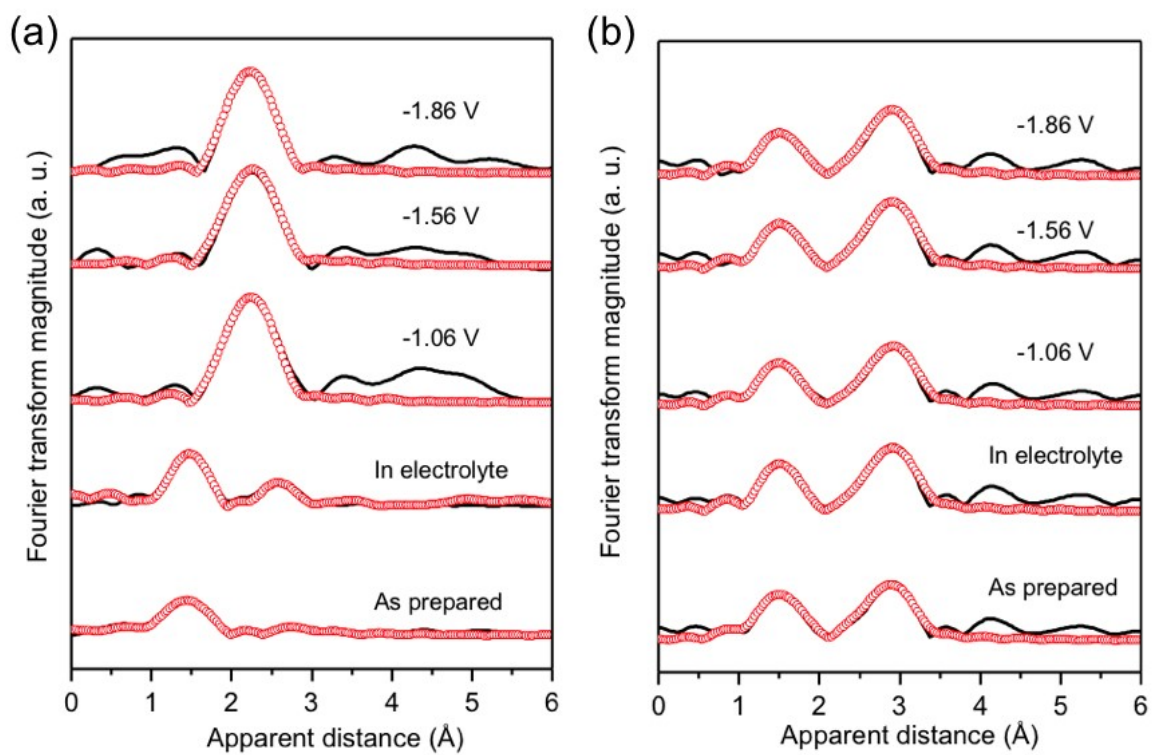 (a)
-1.86 V
-1.56 V
-1.06 V
In electrolyte
As prepared
Fourier transform magnitude (a. u.)
0 1 2 3 4 5 6
Apparent distance (Å)
(b)
-1.86 V
-1.56 V
-1.06 V
In electrolyte
As prepared
Fourier transform magnitude (a. u.)
0 1 2 3 4 5 6
Apparent distance (Å)